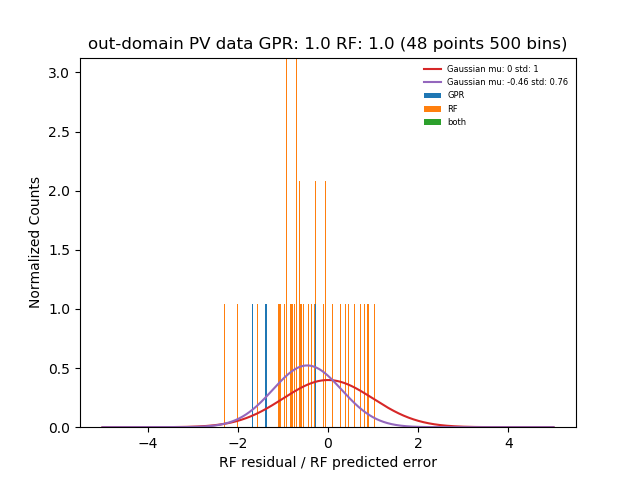 out-domain PV data GPR: 1.0 RF: 1.0 (48 points 500 bins)
Gaussian mu: 0 std: 1
Gaussian mu: -0.46 std: 0.76
GPR
RF
both
Normalized Counts
3.0
2.5
2.0
1.5
1.0
0.5
0.0
−4 −2 0 2 4
RF residual / RF predicted error